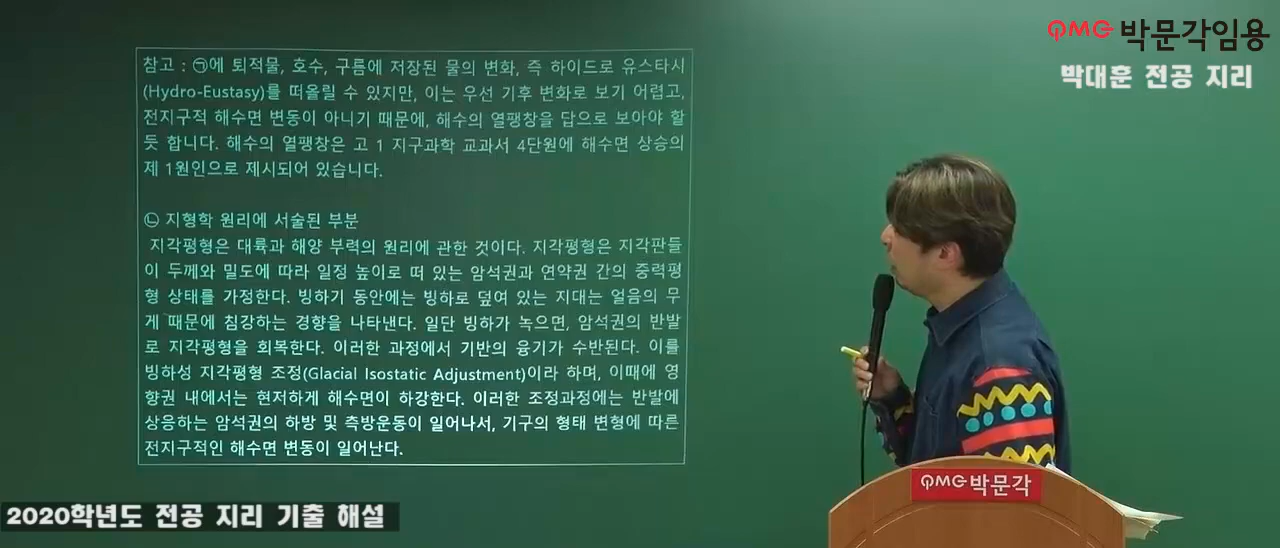 PMG 박문각임용
박대훈 전공 지리
참고 : ㉠에 퇴적물, 호수, 구름에 저장된 물의 변화, 즉 하이드로 유스타시
(Hydro-Eustasy)를 떠올릴 수 있지만, 이는 우선 기후 변화로 보기 어렵고,
전지구적 해수면 변동이 아니기 때문에, 해수의 열팽창을 답으로 보아야 할
듯 합니다. 해수의 열팽창은 고 1 지구과학 교과서 4단원에 해수면 상승의
제 1원인으로 제시되어 있습니다.
㉡ 지형학 원리에 서술된 부분
지각평형은 대륙과 해양 부력의 원리에 관한 것이다. 지각평형은 지각판들
이 두께와 밀도에 따라 일정 높이로 떠 있는 암석권과 연약권 간의 중력평
형 상태를 가정한다. 빙하기 동안에는 빙하로 덮여 있는 지대는 얼음의 무
게 때문에 침강하는 경향을 나타낸다. 일단 빙하가 녹으면, 암석권의 반발
로 지각평형을 회복한다. 이러한 과정에서 기반의 융기가 수반된다. 이를
빙하성 지각평형 조정(Glacial Isostatic Adjustment)이라 하며, 이때에 영
향권 내에서는 현저하게 해수면이 하강한다. 이러한 조정과정에는 반발에
상응하는 암석권의 하방 및 측방운동이 일어나서, 기구의 형태 변형에 따른
전지구적인 해수면 변동이 일어난다.
PMG 박문각
2020학년도 전공 지리 기출 해설